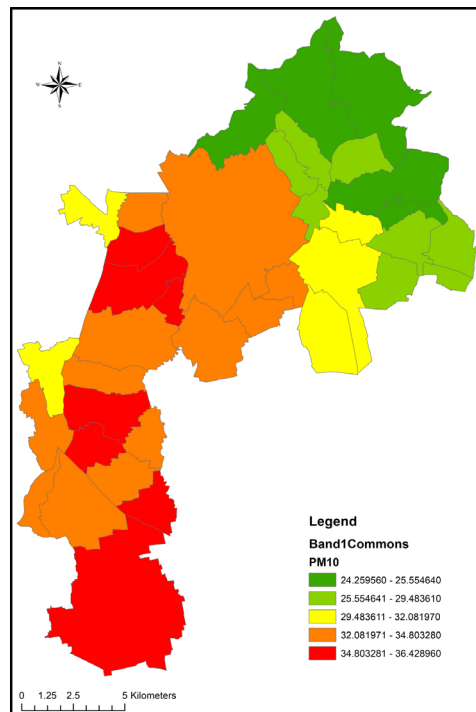 N
W E
S
Legend
Band1Commons
PM10
24.259560 - 25.554640
25.554641 - 29.483610
29.483611 - 32.081970
32.081971 - 34.803280
34.803281 - 36.428960
0 1.25 2.5 5 Kilometers